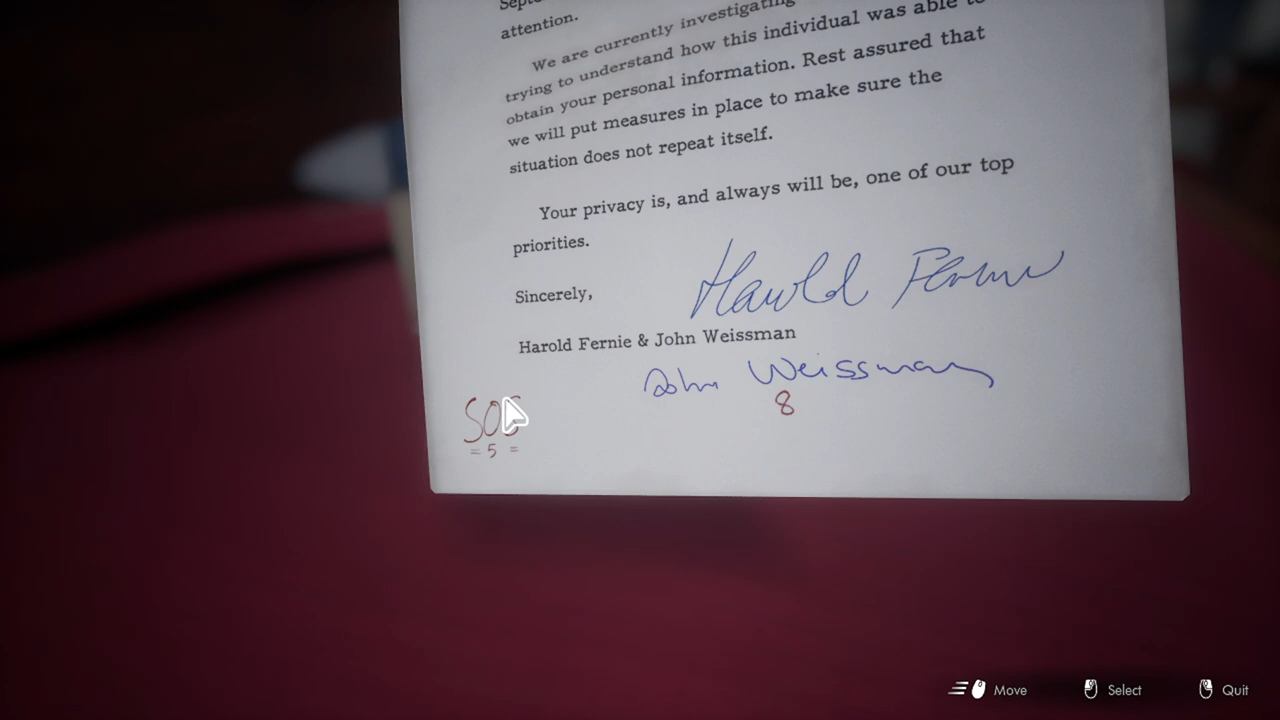 attention.
We are currently investigating
trying to understand how this individual was able to
obtain your personal information. Rest assured that
we will put measures in place to make sure the
situation does not repeat itself.
Your privacy is, and always will be, one of our top
priorities.
Sincerely,
Harold Fernie
Harold Fernie & John Weissman
John Weissman
8
SOS
= 5 =
Move
Select
Quit